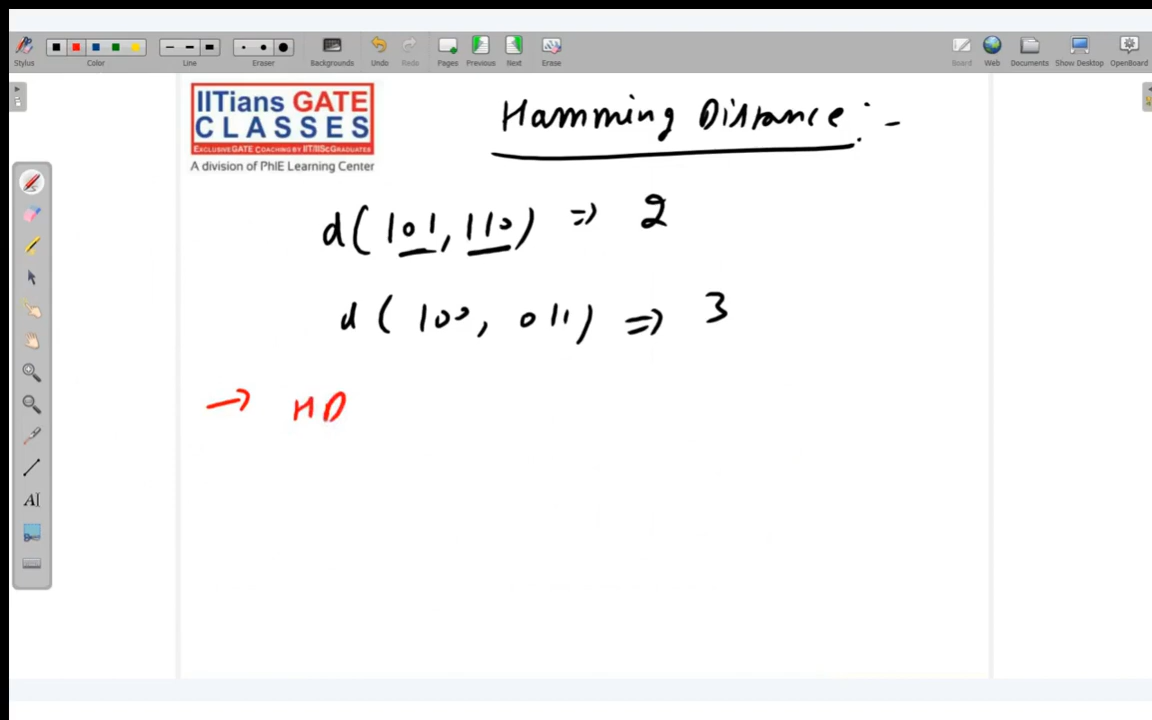 Stylus Color Line Eraser Backgrounds Undo Redo Pages Previous Next Erase Board Web Documents Show Desktop OpenBoard
IITians GATE
CLASSES
EXCLUSIVE GATE COACHING BY IIT/IISc GRADUATES
A division of PhIE Learning Center
Hamming Distance :-
d(101, 110) => 2
d(100, 011) => 3
→ HD
AI